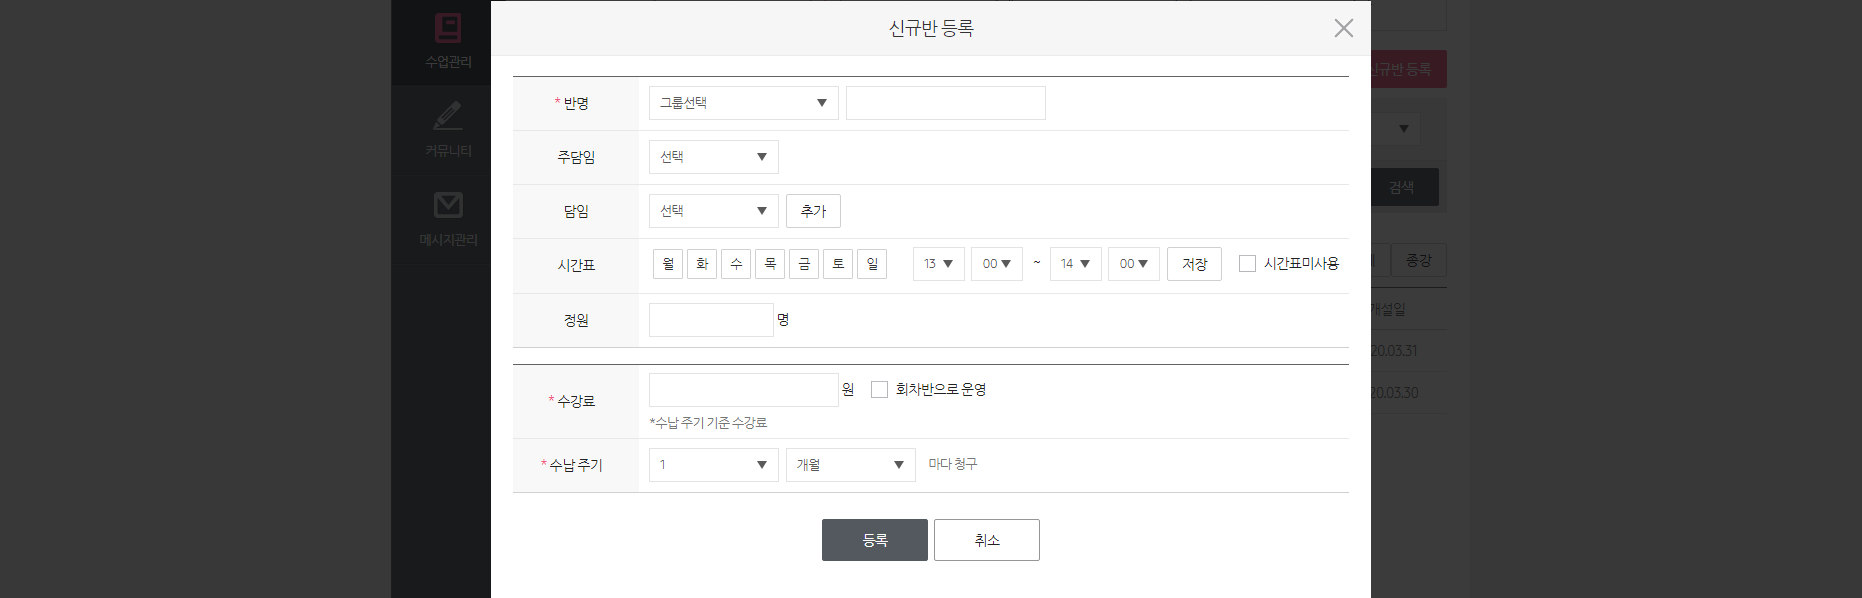 신규반 등록
수업관리
커뮤니티
메시지관리
* 반명 그룹선택
주담임 선택
담임 선택 추가
시간표 월 화 수 목 금 토 일 13 00 ~ 14 00 저장 시간표미사용
정원 명
* 수강료 원 회차반으로 운영
*수납 주기 기준 수강료
* 수납 주기 1 개월 마다 청구
등록 취소
신규반 등록
검색
종강
개설일
20.03.31
20.03.30